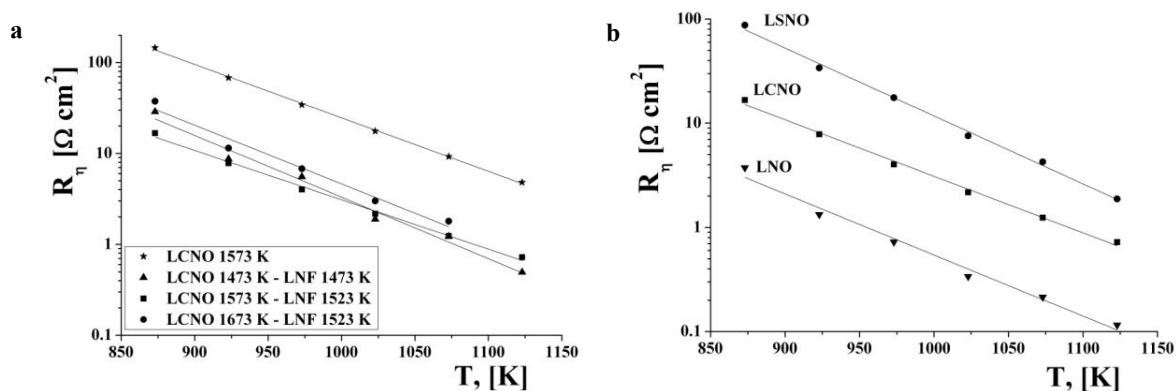 a
R_η [Ω cm²]
100
10
1
0.1
LCNO 1573 K
LCNO 1473 K - LNF 1473 K
LCNO 1573 K - LNF 1523 K
LCNO 1673 K - LNF 1523 K
850 900 950 1000 1050 1100 1150
T, [K]
b
R_η [Ω cm²]
100
10
1
0.1
LSNO
LCNO
LNO
850 900 950 1000 1050 1100 1150
T, [K]